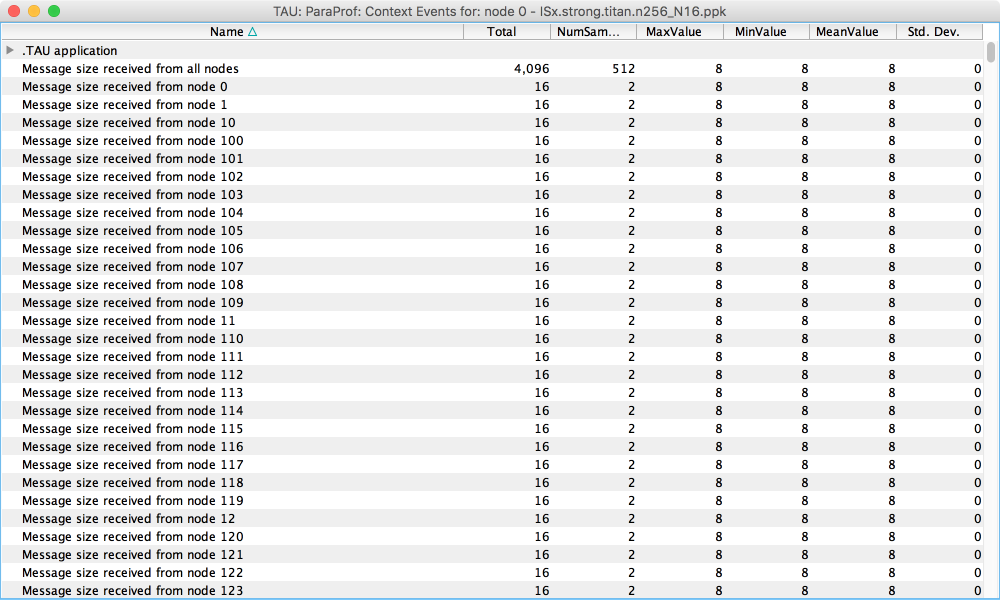 TAU: ParaProf: Context Events for: node 0 - ISx.strong.titan.n256_N16.ppk
Name Total NumSam... MaxValue MinValue MeanValue Std. Dev.
.TAU application
Message size received from all nodes 4,096 512 8 8 8 0
Message size received from node 0 16 2 8 8 8 0
Message size received from node 1 16 2 8 8 8 0
Message size received from node 10 16 2 8 8 8 0
Message size received from node 100 16 2 8 8 8 0
Message size received from node 101 16 2 8 8 8 0
Message size received from node 102 16 2 8 8 8 0
Message size received from node 103 16 2 8 8 8 0
Message size received from node 104 16 2 8 8 8 0
Message size received from node 105 16 2 8 8 8 0
Message size received from node 106 16 2 8 8 8 0
Message size received from node 107 16 2 8 8 8 0
Message size received from node 108 16 2 8 8 8 0
Message size received from node 109 16 2 8 8 8 0
Message size received from node 11 16 2 8 8 8 0
Message size received from node 110 16 2 8 8 8 0
Message size received from node 111 16 2 8 8 8 0
Message size received from node 112 16 2 8 8 8 0
Message size received from node 113 16 2 8 8 8 0
Message size received from node 114 16 2 8 8 8 0
Message size received from node 115 16 2 8 8 8 0
Message size received from node 116 16 2 8 8 8 0
Message size received from node 117 16 2 8 8 8 0
Message size received from node 118 16 2 8 8 8 0
Message size received from node 119 16 2 8 8 8 0
Message size received from node 12 16 2 8 8 8 0
Message size received from node 120 16 2 8 8 8 0
Message size received from node 121 16 2 8 8 8 0
Message size received from node 122 16 2 8 8 8 0
Message size received from node 123 16 2 8 8 8 0